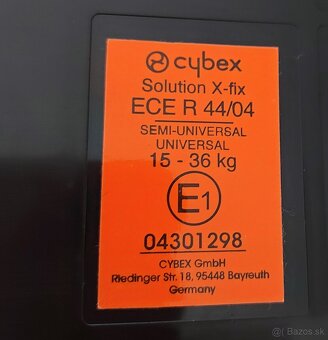 cybex
Solution X-fix
ECE R 44/04
SEMI-UNIVERSAL
UNIVERSAL
15 - 36 kg
E1
04301298
CYBEX GmbH
Riedinger Str. 18, 95448 Bayreuth
Germany
Bazos.sk